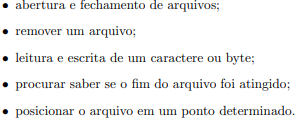 • abertura e fechamento de arquivos;
• remover um arquivo;
• leitura e escrita de um caractere ou byte;
• procurar saber se o fim do arquivo foi atingido;
• posicionar o arquivo em um ponto determinado.